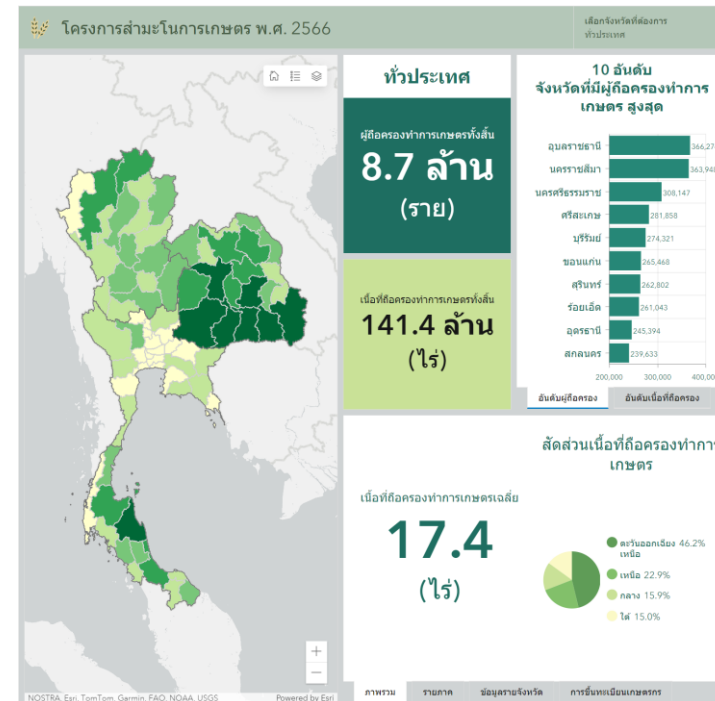 โครงการสำมะโนการเกษตร พ.ศ. 2566
เลือกจังหวัดที่ต้องการ
ทั่วประเทศ
ทั่วประเทศ
ผู้ถือครองทำการเกษตรทั้งสิ้น
8.7 ล้าน
(ราย)
เนื้อที่ถือครองทำการเกษตรทั้งสิ้น
141.4 ล้าน
(ไร่)
10 อันดับ
จังหวัดที่มีผู้ถือครองทำการ
เกษตร สูงสุด
อุบลราชธานี 366,27
นครราชสีมา 363,948
นครศรีธรรมราช 308,147
ศรีสะเกษ 281,858
บุรีรัมย์ 274,321
ขอนแก่น 265,468
สุรินทร์ 262,802
ร้อยเอ็ด 261,043
อุดรธานี 245,394
สกลนคร 239,633
200,000 300,000 400,00
อันดับผู้ถือครอง อันดับเนื้อที่ถือครอง
เนื้อที่ถือครองทำการเกษตรเฉลี่ย
17.4
(ไร่)
สัดส่วนเนื้อที่ถือครองทำการ
เกษตร
ตะวันออกเฉียง 46.2%
เหนือ
เหนือ 22.9%
กลาง 15.9%
ใต้ 15.0%
ภาพรวม รายภาค ข้อมูลรายจังหวัด การขึ้นทะเบียนเกษตรกร
NOSTRA, Esri, TomTom, Garmin, FAO, NOAA, USGS Powered by Esri